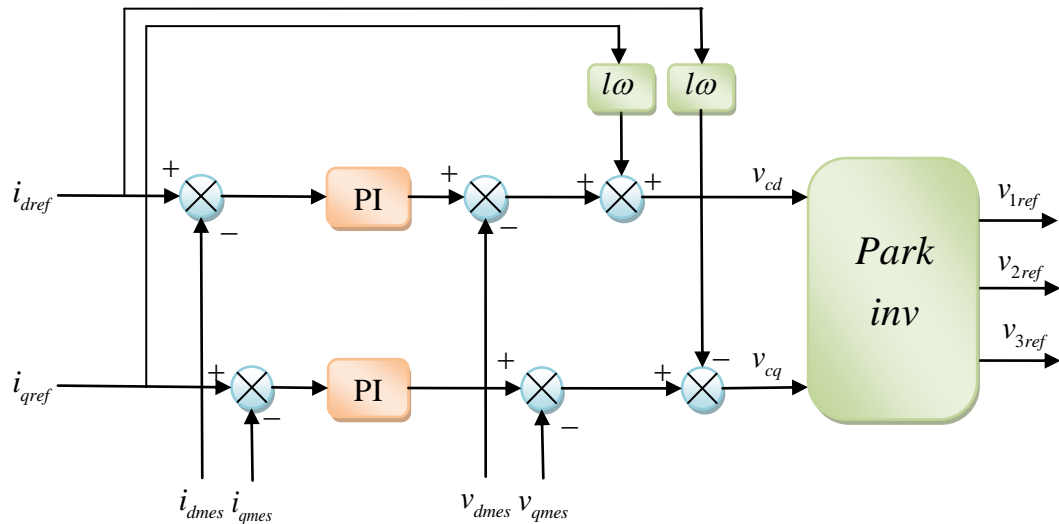 lω lω
+ + + +
i_dref PI v_cd
− −
Park
inv
v_1ref
v_2ref
v_3ref
+ + + −
i_qref PI v_cq
− −
i_dmes i_qmes v_dmes v_qmes